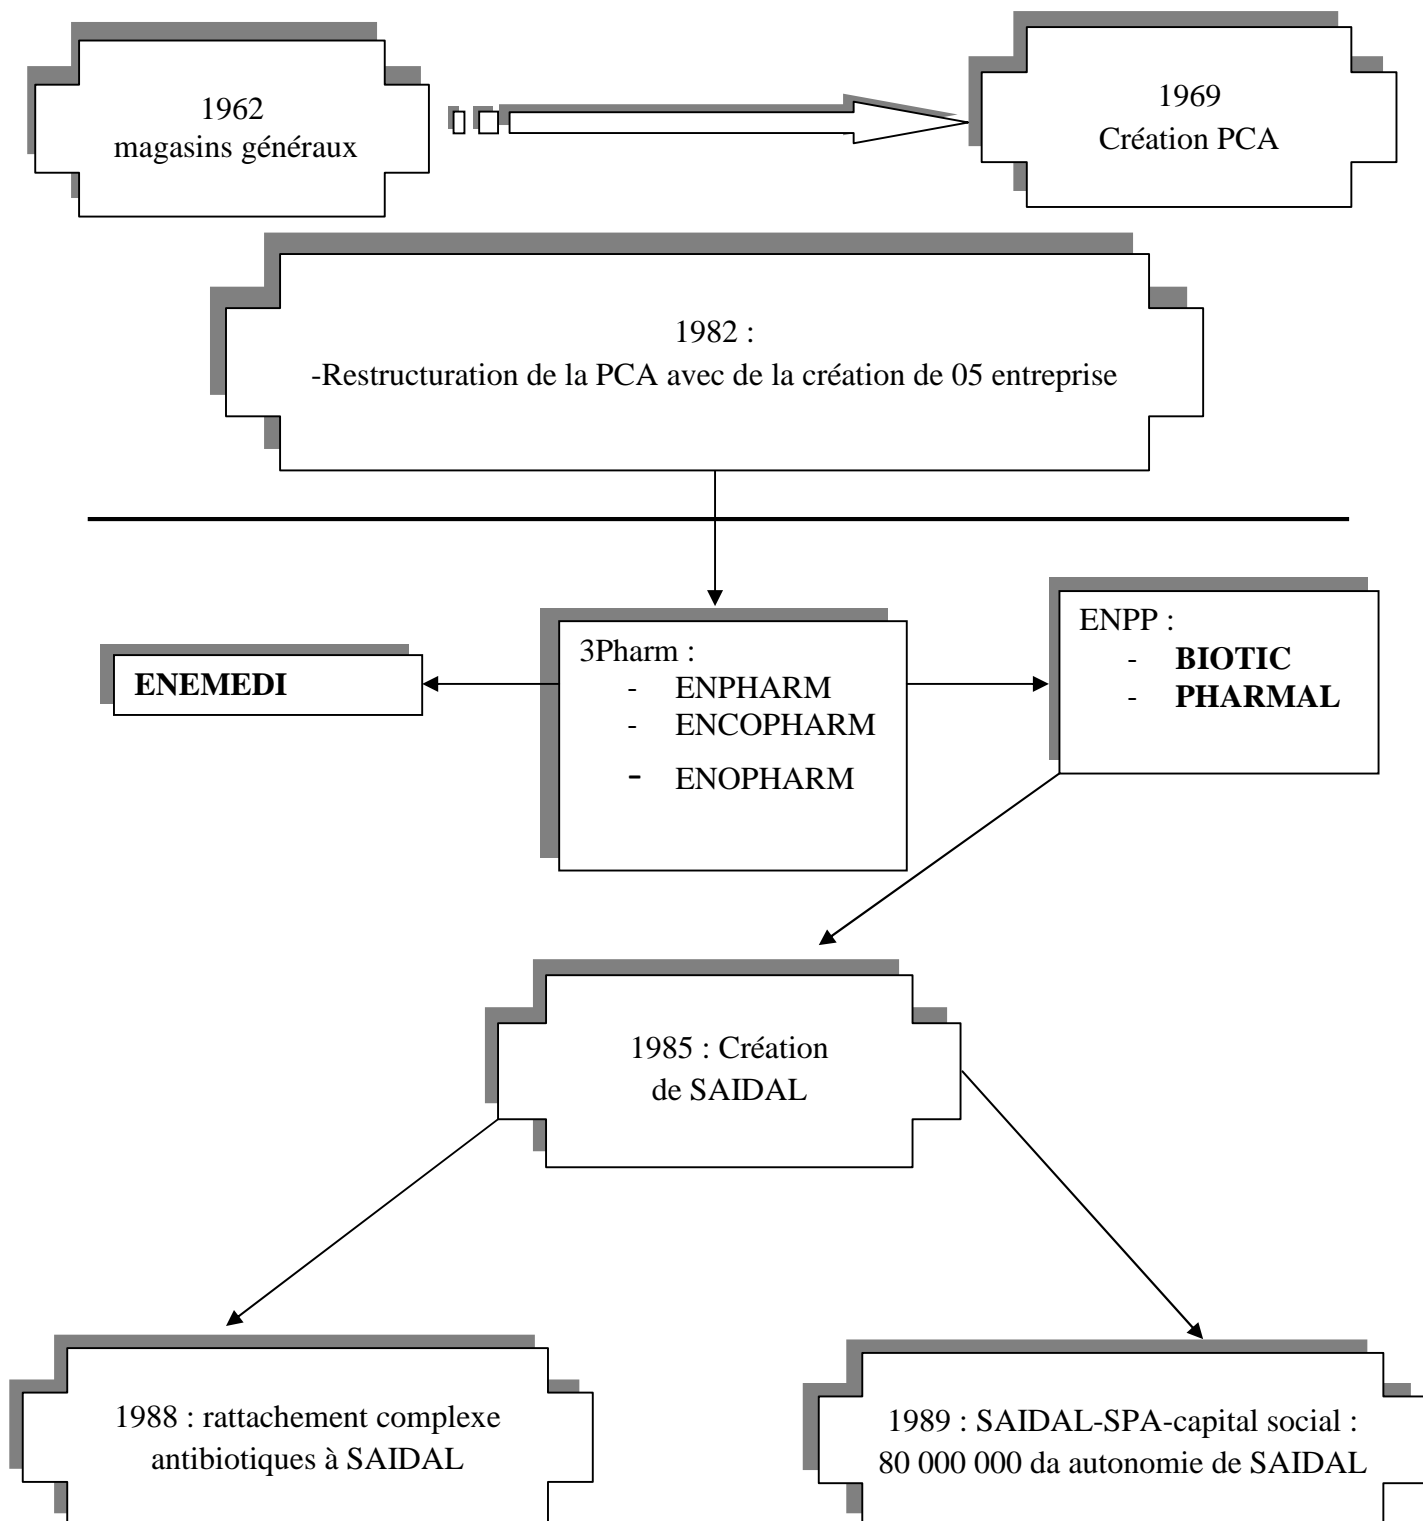 1962
magasins généraux
1969
Création PCA
1982 :
-Restructuration de la PCA avec de la création de 05 entreprise
ENEMEDI
3Pharm :
- ENPHARM
- ENCOPHARM
- ENOPHARM
ENPP :
- BIOTIC
- PHARMAL
1985 : Création
de SAIDAL
1988 : rattachement complexe
antibiotiques à SAIDAL
1989 : SAIDAL-SPA-capital social :
80 000 000 da autonomie de SAIDAL